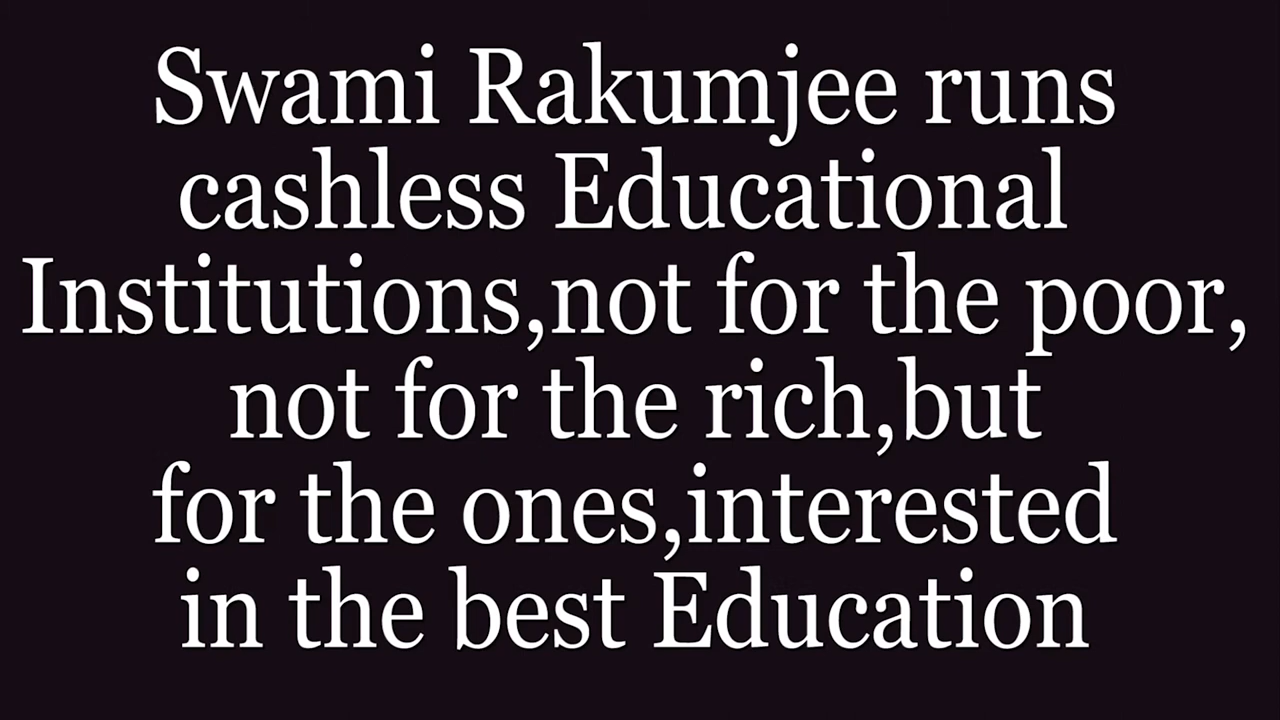 Swami Rakumjee runs
cashless Educational
Institutions,not for the poor,
not for the rich,but
for the ones,interested
in the best Education